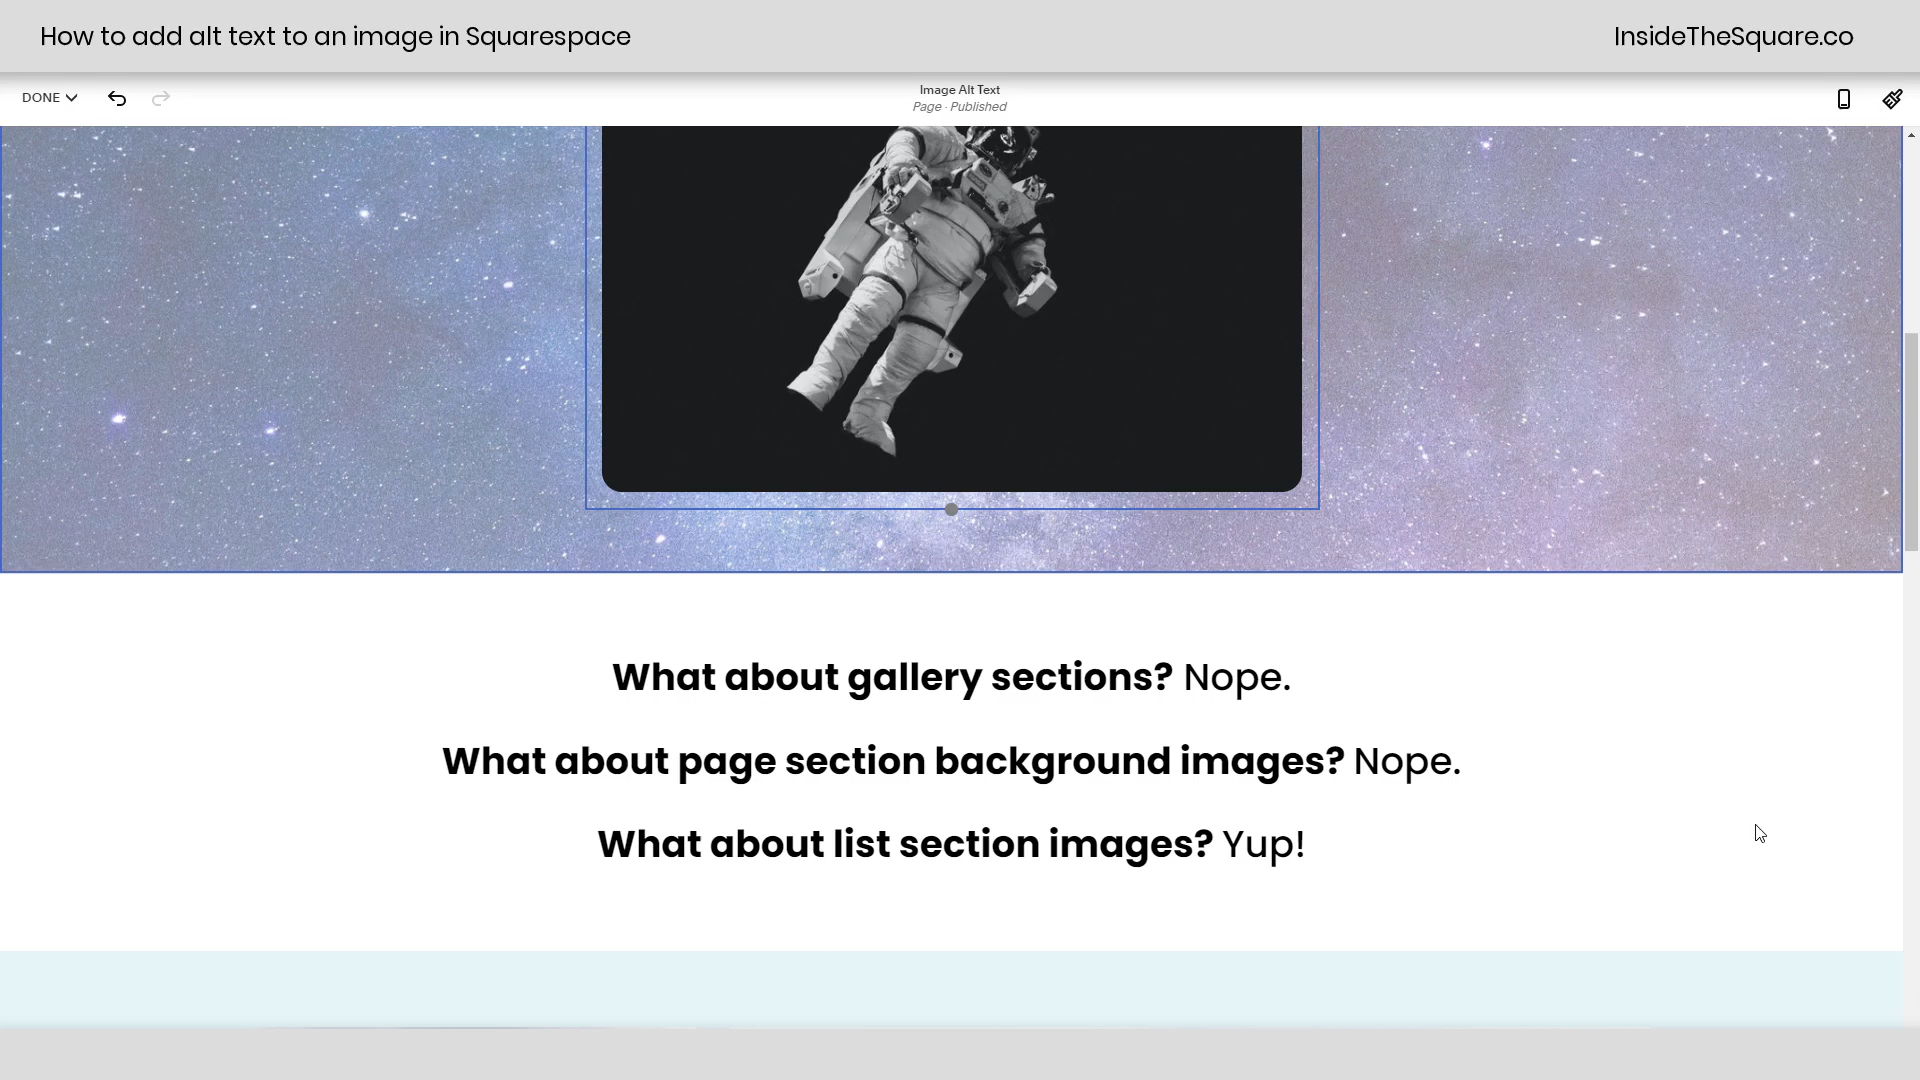 How to add alt text to an image in Squarespace
InsideTheSquare.co
DONE
Image Alt Text
Page · Published
What about gallery sections? Nope.
What about page section background images? Nope.
What about list section images? Yup!